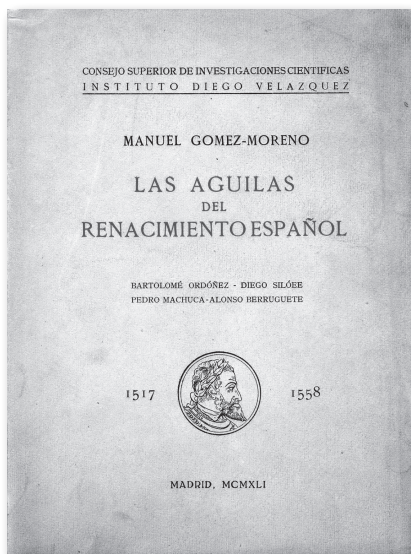 CONSEJO SUPERIOR DE INVESTIGACIONES CIENTIFICAS
INSTITUTO DIEGO VELAZQUEZ
MANUEL GOMEZ-MORENO
LAS AGUILAS
DEL
RENACIMIENTO ESPAÑOL
BARTOLOMÉ ORDÓÑEZ - DIEGO SILÓEE
PEDRO MACHUCA - ALONSO BERRUGUETE
1517 1558
MADRID, MCMXLI